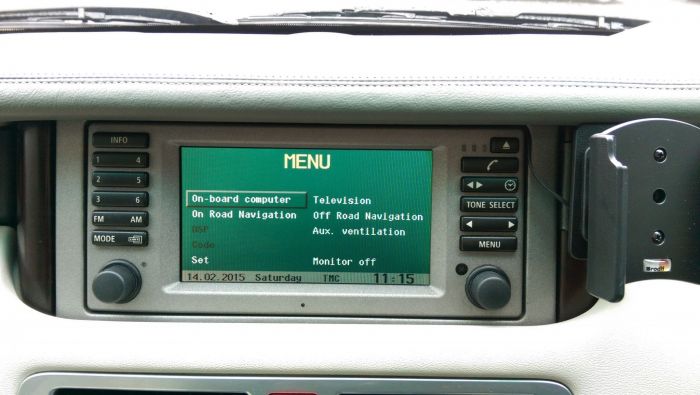 INFO
1 4
2 5
3 6
FM AM
MODE
MENU
On-board computer Television
On Road Navigation Off Road Navigation
DSP Aux. ventilation
Code
Set Monitor off
14.02.2015 Saturday TMC 11:15
TONE SELECT
MENU
Brodit